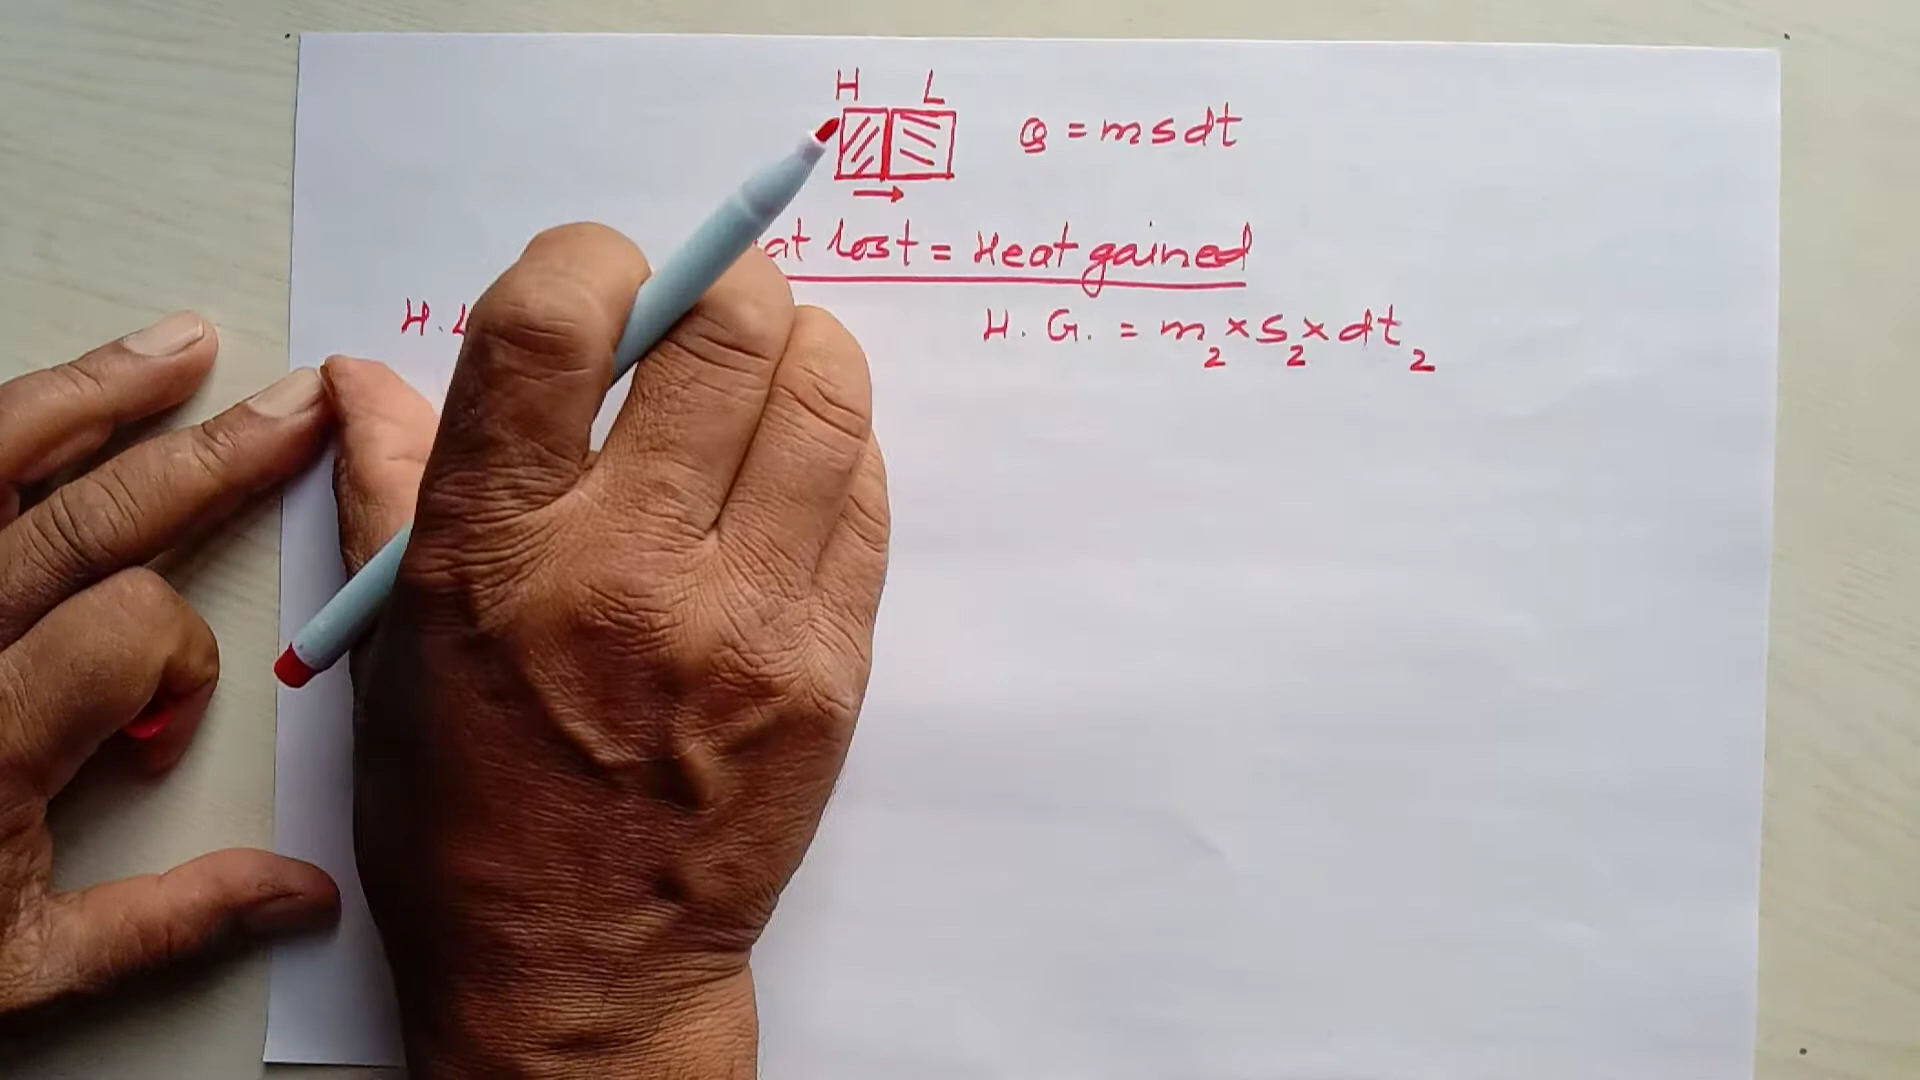 H L
Q = msdt
at lost = Heat gained
H. L
H. G. = m₂ × s₂ × dt₂